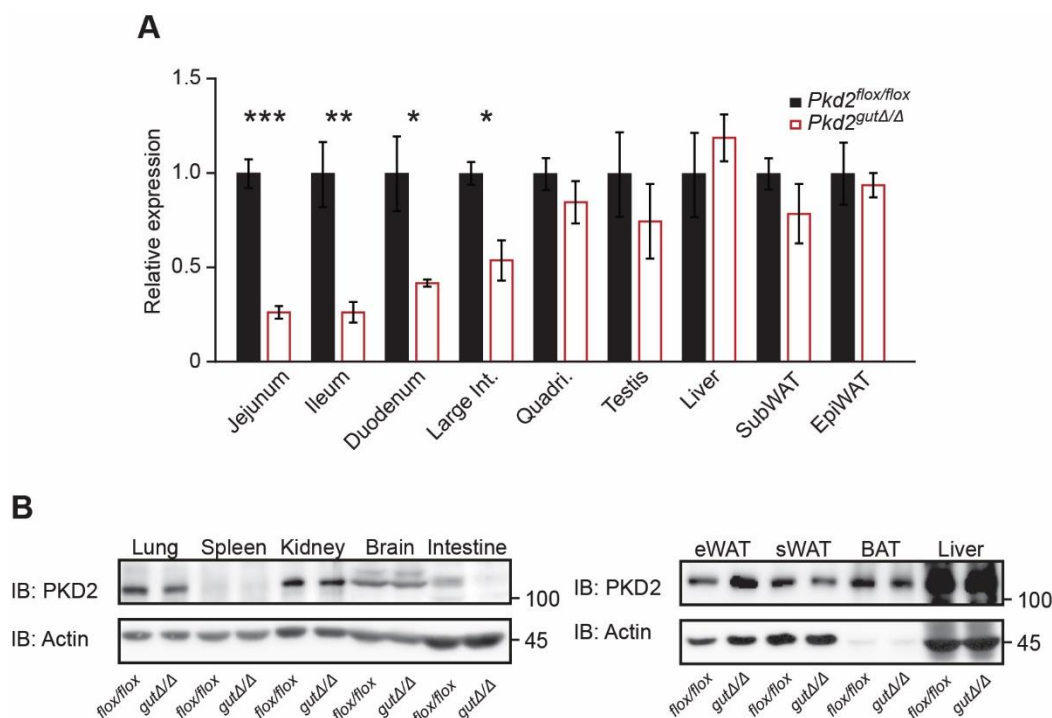 A
1.5
1.0
0.5
0
Relative expression
*** ** * *
Pkd2flox/flox
Pkd2gutΔ/Δ
Jejunum Ileum Duodenum Large Int. Quadri. Testis Liver SubWAT EpiWAT
B
Lung Spleen Kidney Brain Intestine
IB: PKD2 100
IB: Actin 45
flox/flox gutΔ/Δ flox/flox gutΔ/Δ flox/flox gutΔ/Δ flox/flox gutΔ/Δ flox/flox gutΔ/Δ
eWAT sWAT BAT Liver
IB: PKD2 100
IB: Actin 45
flox/flox gutΔ/Δ flox/flox gutΔ/Δ flox/flox gutΔ/Δ flox/flox gutΔ/Δ